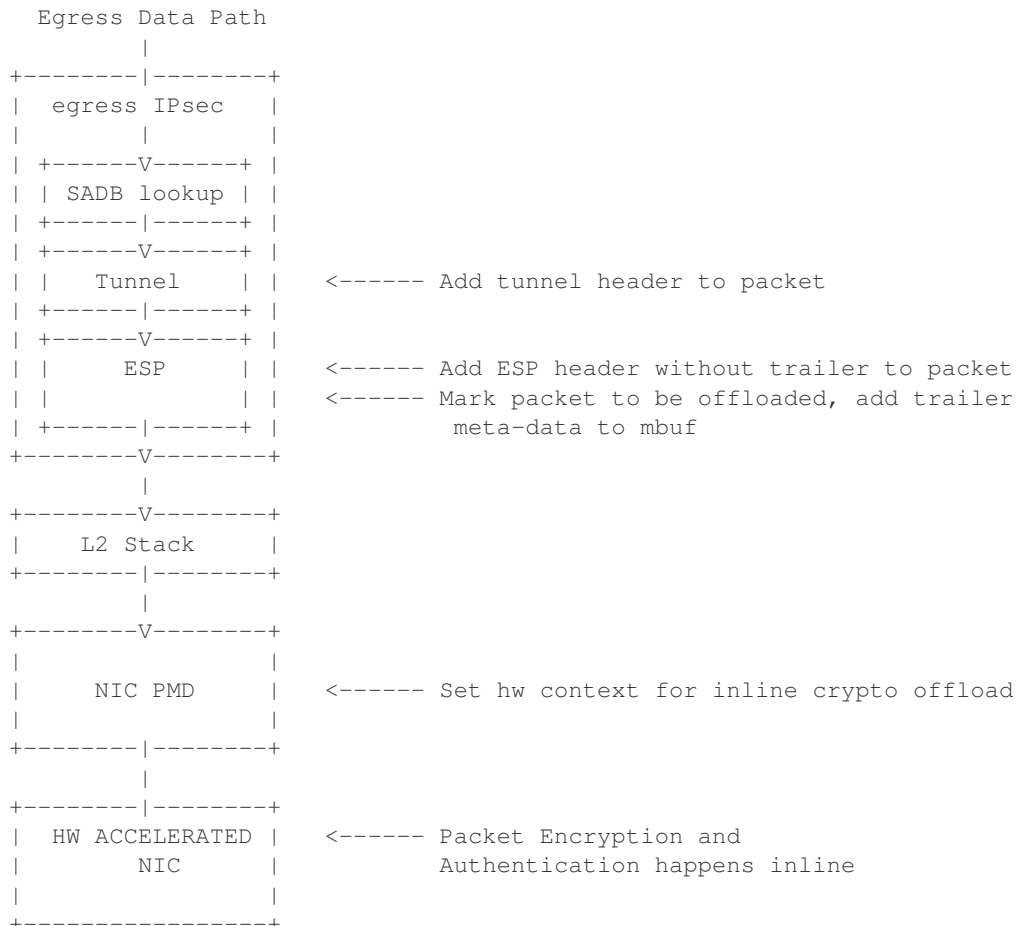 Egress Data Path
         |
+--------|--------+
|  egress IPsec   |
|        |        |
| +------V------+ |
| | SADB lookup | |
| +------|------+ |
| +------V------+ |
| |   Tunnel    | |   <------ Add tunnel header to packet
| +------|------+ |
| +------V------+ |
| |     ESP     | |   <------ Add ESP header without trailer to packet
| |             | |   <------ Mark packet to be offloaded, add trailer
| +------|------+ |            meta-data to mbuf
+--------V--------+
         |
+--------V--------+
|    L2 Stack     |
+--------|--------+
         |
+--------V--------+
|                 |
|     NIC PMD     |   <------ Set hw context for inline crypto offload
|                 |
+--------|--------+
         |
+--------|--------+
|  HW ACCELERATED |   <------ Packet Encryption and
|        NIC      |           Authentication happens inline
|                 |
+-----------------+